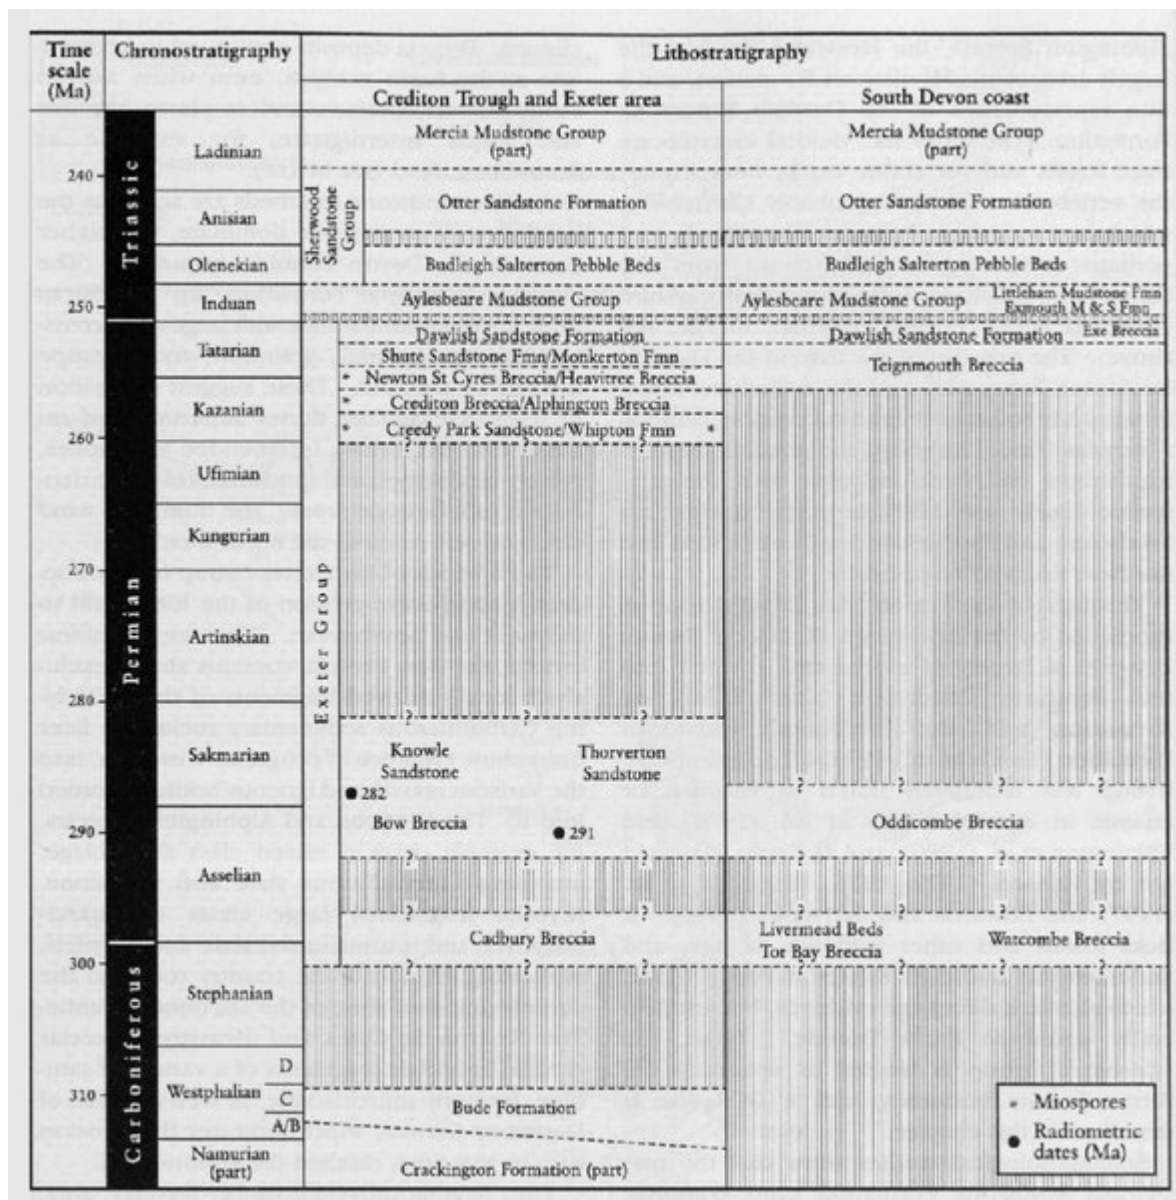 Time
scale
(Ma)
Chronostratigraphy
Lithostratigraphy
Crediton Trough and Exeter area
South Devon coast
Triassic
Permian
Carboniferous
240
250
260
270
280
290
300
310
Ladinian
Anisian
Olenekian
Induan
Tatarian
Kazanian
Ufimian
Kungurian
Artinskian
Sakmarian
Asselian
Stephanian
Westphalian
D
C
A/B
Namurian
(part)
Sherwood
Sandstone
Group
Exeter Group
Mercia Mudstone Group
(part)
Otter Sandstone Formation
Budleigh Salterton Pebble Beds
Aylesbeare Mudstone Group
Dawlish Sandstone Formation
Shute Sandstone Fmn/Monkerton Fmn
* Newton St Cyres Breccia/Heavitree Breccia
* Crediton Breccia/Alphington Breccia
* Creedy Park Sandstone/Whipton Fmn *
? ? ?
? ? ?
Knowle
Sandstone
Thorverton
Sandstone
282
Bow Breccia
291
? ? ?
? ? ?
Cadbury Breccia
? ? ?
Bude Formation
Crackington Formation (part)
Mercia Mudstone Group
(part)
Otter Sandstone Formation
Budleigh Salterton Pebble Beds
Aylesbeare Mudstone Group
Littleham Mudstone Fmn
Exmouth M & S Fmn
Dawlish Sandstone Formation
Exe Breccia
Teignmouth Breccia
? ? ? ?
Oddicombe Breccia
? ? ? ?
? ? ? ?
Livermead Beds
Tor Bay Breccia
Watcombe Breccia
? ? ? ?
* Miospores
Radiometric
dates (Ma)